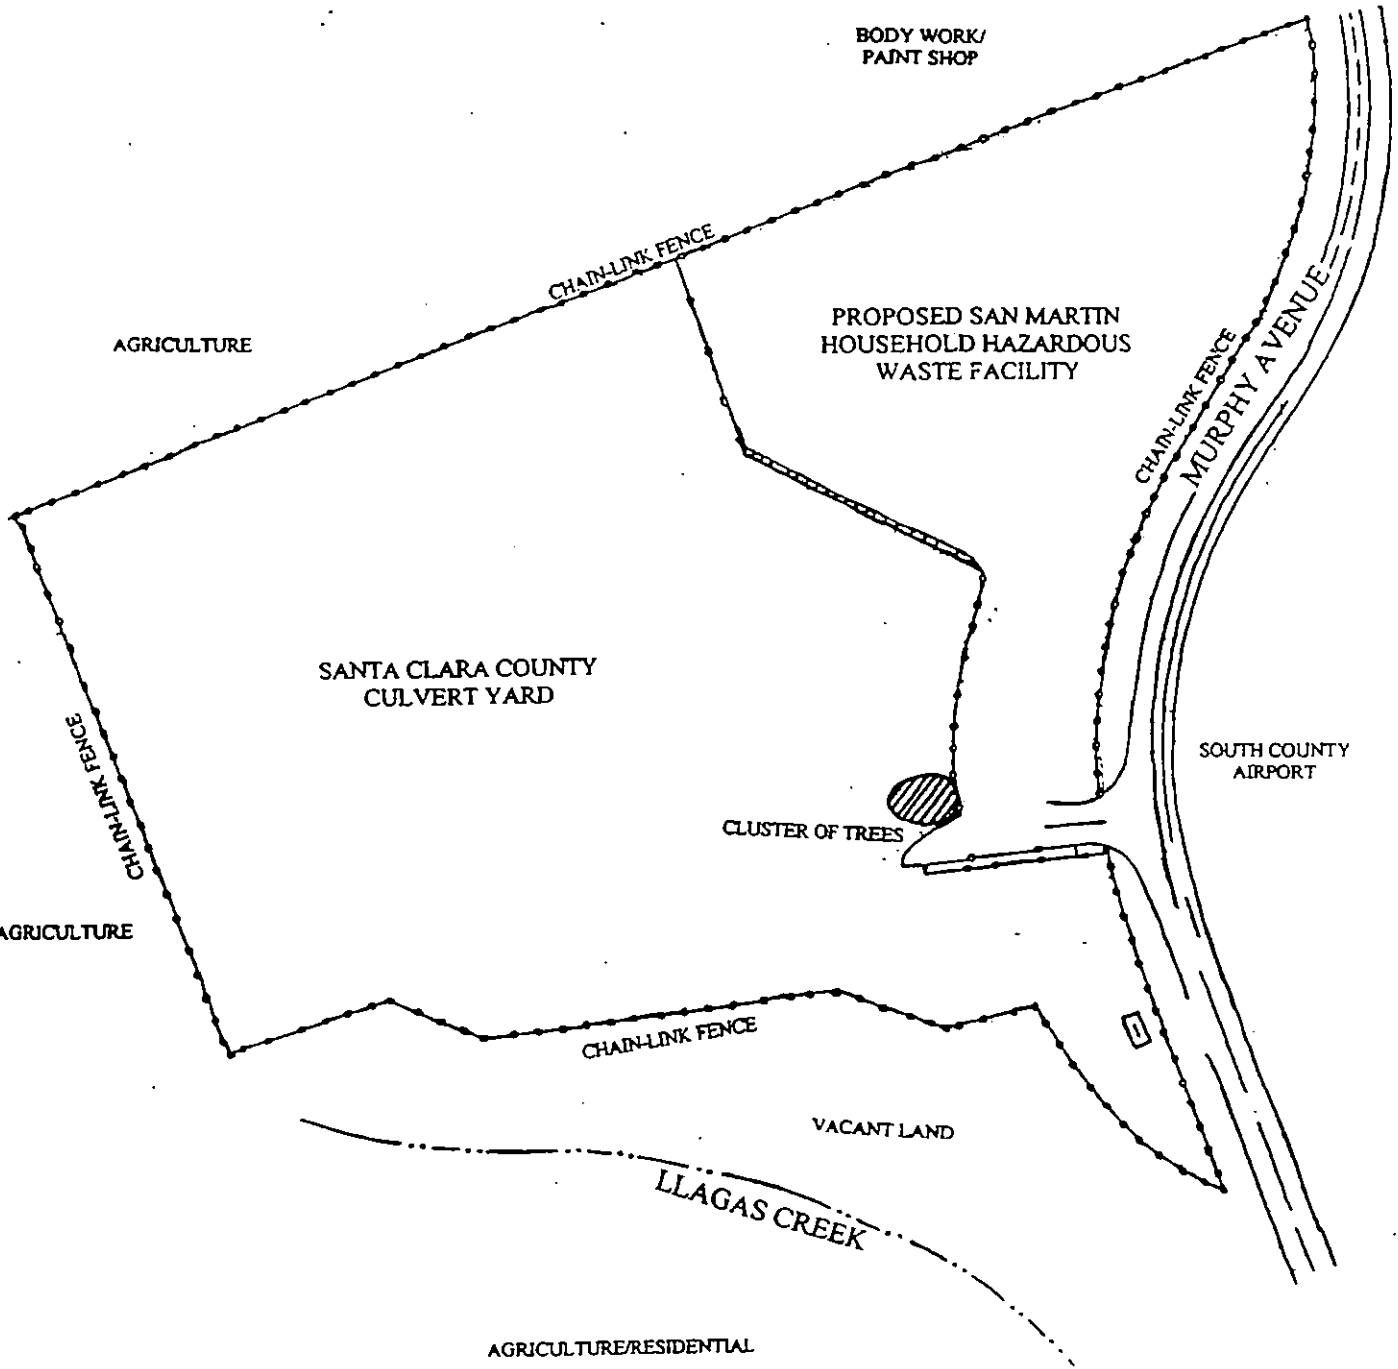 BODY WORK/
PAINT SHOP
CHAIN-LINK FENCE
AGRICULTURE
PROPOSED SAN MARTIN
HOUSEHOLD HAZARDOUS
WASTE FACILITY
CHAIN-LINK FENCE
MURPHY AVENUE
SANTA CLARA COUNTY
CULVERT YARD
CHAIN-LINK FENCE
SOUTH COUNTY
AIRPORT
CLUSTER OF TREES
AGRICULTURE
CHAIN-LINK FENCE
VACANT LAND
LLAGAS CREEK
AGRICULTURE/RESIDENTIAL